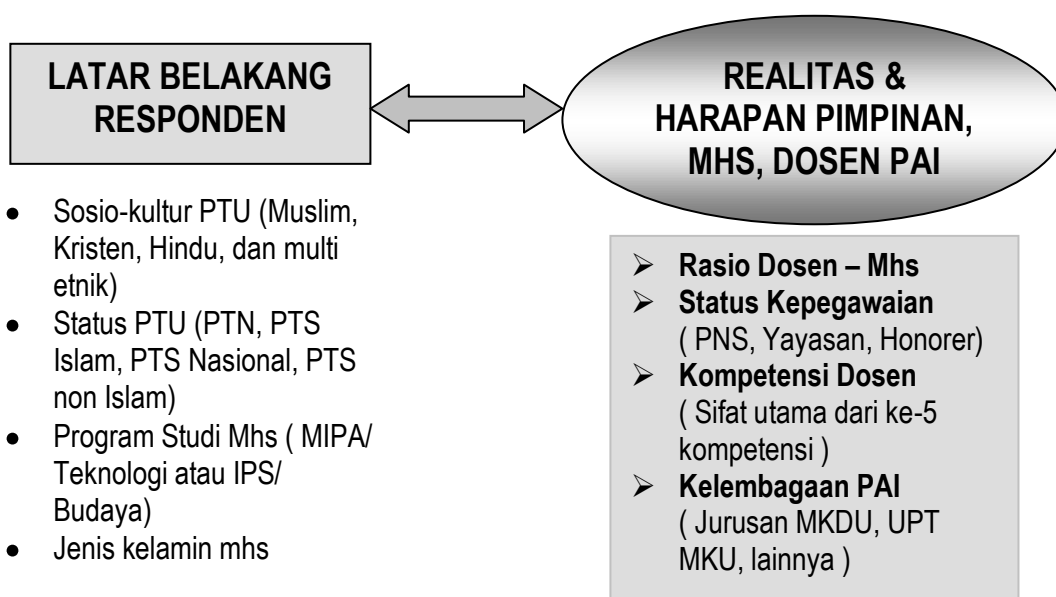 LATAR BELAKANG
RESPONDEN
REALITAS &
HARAPAN PIMPINAN,
MHS, DOSEN PAI
● Sosio-kultur PTU (Muslim,
Kristen, Hindu, dan multi
etnik)
● Status PTU (PTN, PTS
Islam, PTS Nasional, PTS
non Islam)
● Program Studi Mhs ( MIPA/
Teknologi atau IPS/
Budaya)
● Jenis kelamin mhs
➢ Rasio Dosen – Mhs
➢ Status Kepegawaian
( PNS, Yayasan, Honorer)
➢ Kompetensi Dosen
( Sifat utama dari ke-5
kompetensi )
➢ Kelembagaan PAI
( Jurusan MKDU, UPT
MKU, lainnya )